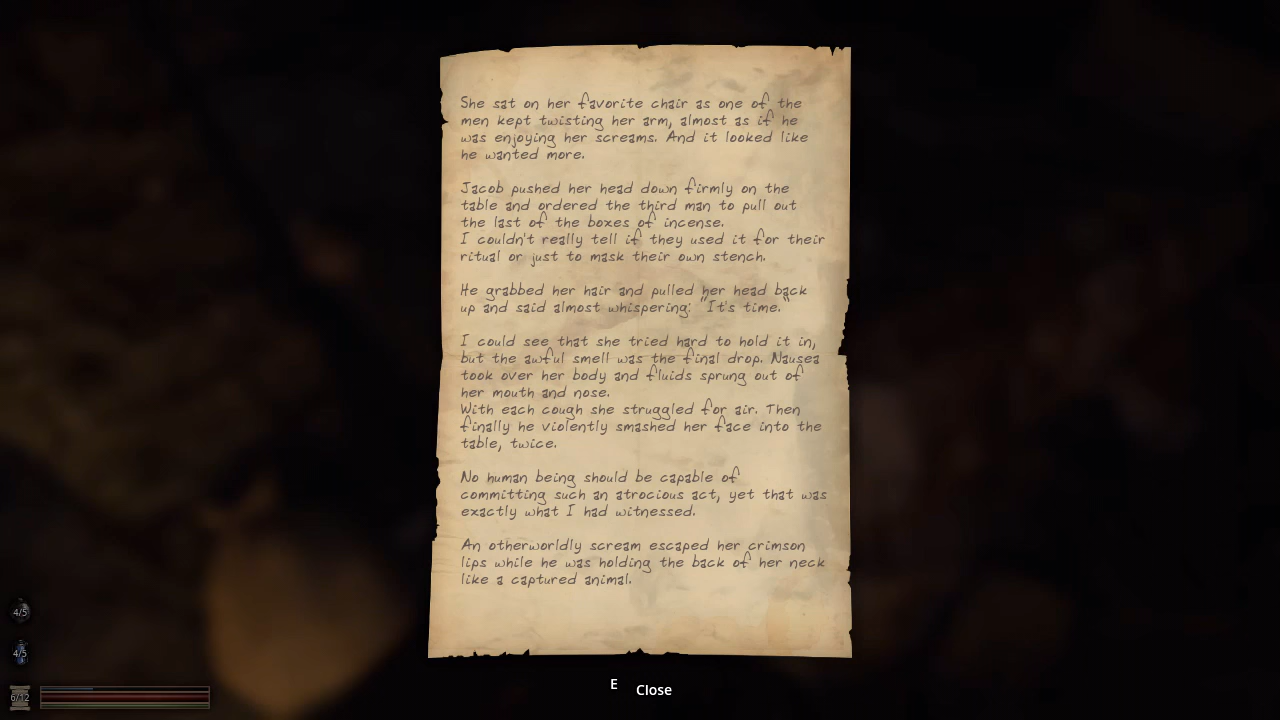 She sat on her favorite chair as one of the
men kept twisting her arm, almost as if he
was enjoying her screams. And it looked like
he wanted more.
Jacob pushed her head down firmly on the
table and ordered the third man to pull out
the last of the boxes of incense.
I couldn't really tell if they used it for their
ritual or just to mask their own stench.
He grabbed her hair and pulled her head back
up and said almost whispering: "It's time."
I could see that she tried hard to hold it in,
but the awful smell was the final drop. Nausea
took over her body and fluids sprung out of
her mouth and nose.
With each cough she struggled for air. Then
finally he violently smashed her face into the
table, twice.
No human being should be capable of
committing such an atrocious act, yet that was
exactly what I had witnessed.
An otherworldly scream escaped her crimson
lips while he was holding the back of her neck
like a captured animal.
4/5
4/5
6/12
E Close